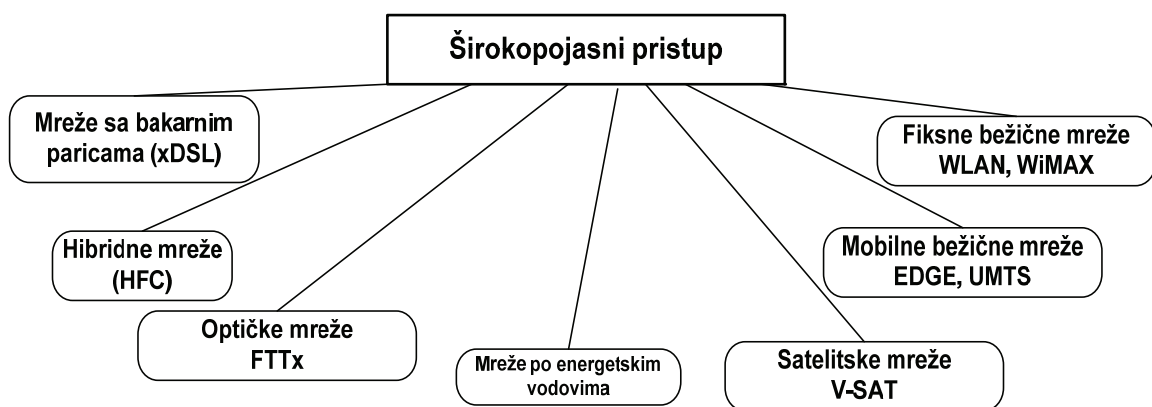 Širokopojasni pristup
Mreže sa bakarnim
paricama (xDSL)
Fiksne bežične mreže
WLAN, WiMAX
Hibridne mreže
(HFC)
Mobilne bežične mreže
EDGE, UMTS
Optičke mreže
FTTx
Mreže po energetskim
vodovima
Satelitske mreže
V-SAT